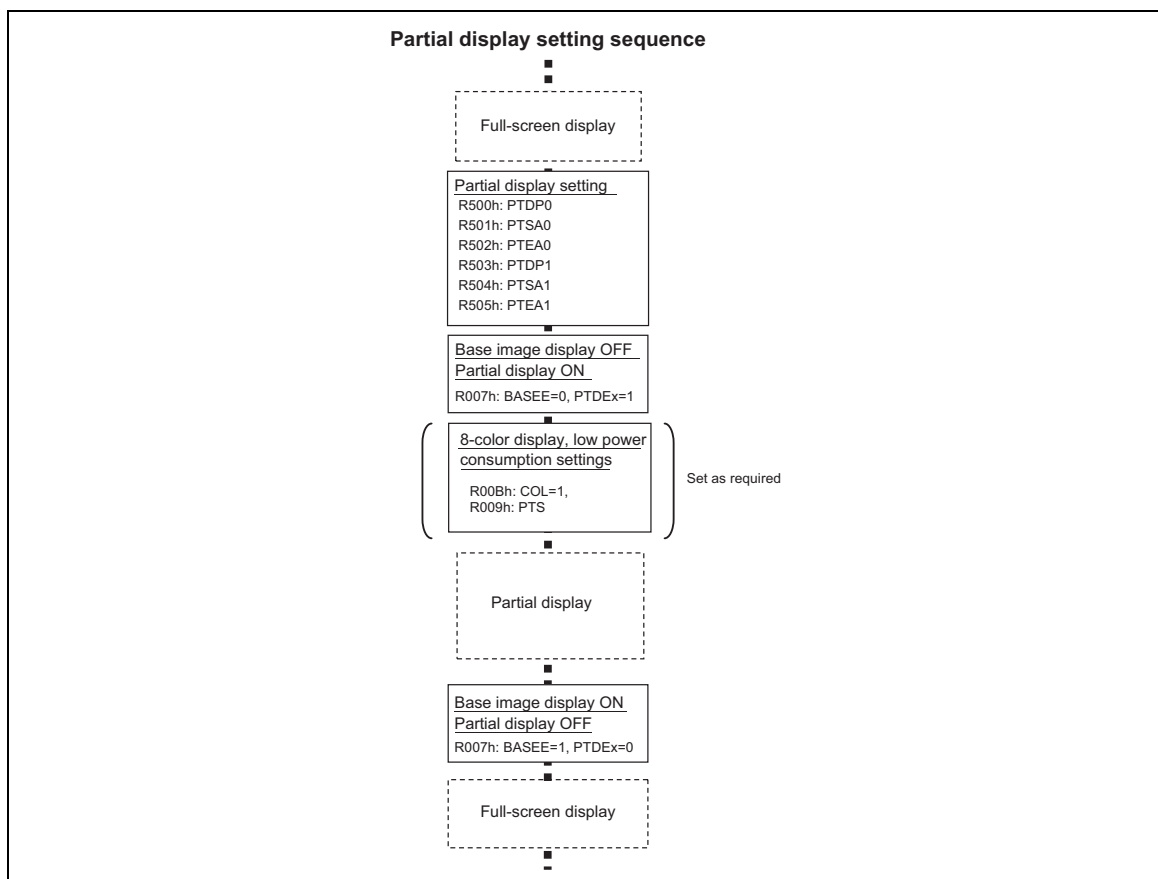 Partial display setting sequence
Full-screen display
Partial display setting
R500h: PTDP0
R501h: PTSA0
R502h: PTEA0
R503h: PTDP1
R504h: PTSA1
R505h: PTEA1
Base image display OFF
Partial display ON
R007h: BASEE=0, PTDEx=1
8-color display, low power
consumption settings
R00Bh: COL=1,
R009h: PTS
Set as required
Partial display
Base image display ON
Partial display OFF
R007h: BASEE=1, PTDEx=0
Full-screen display